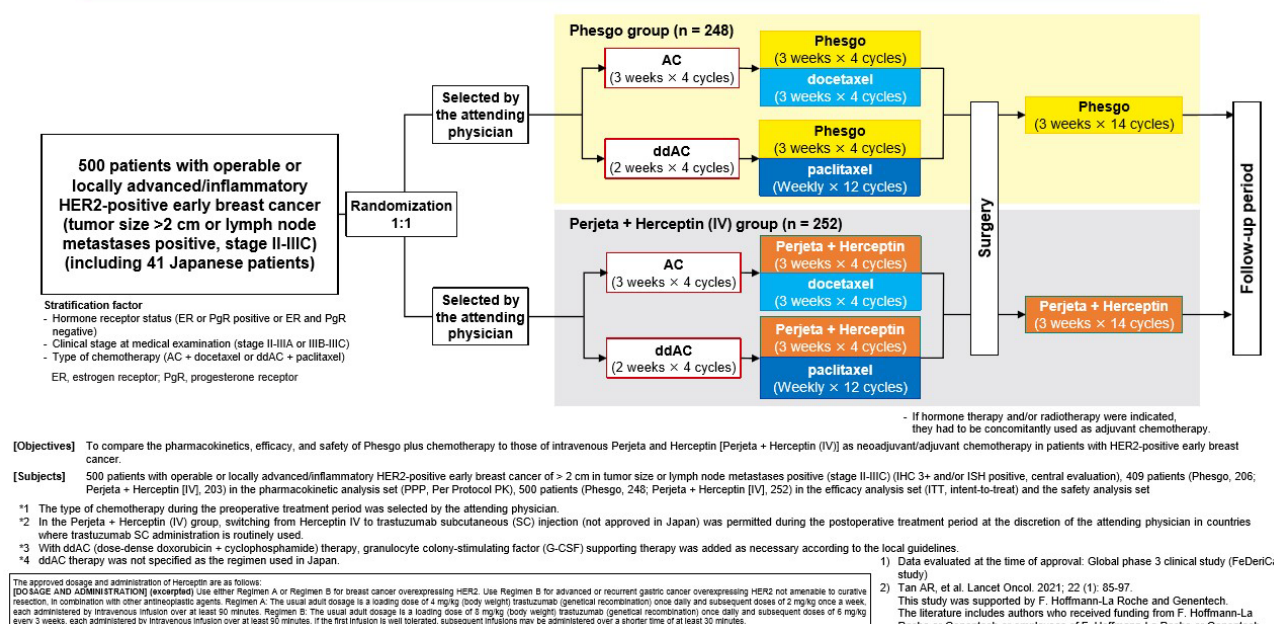 Phesgo group (n = 248)
AC
(3 weeks × 4 cycles)
Phesgo
(3 weeks × 4 cycles)
docetaxel
(3 weeks × 4 cycles)
Selected by
the attending
physician
ddAC
(2 weeks × 4 cycles)
Phesgo
(3 weeks × 4 cycles)
paclitaxel
(Weekly × 12 cycles)
Phesgo
(3 weeks × 14 cycles)
500 patients with operable or
locally advanced/inflammatory
HER2-positive early breast cancer
(tumor size >2 cm or lymph node
metastases positive, stage II-IIIC)
(including 41 Japanese patients)
Randomization
1:1
Surgery
Follow-up period
Perjeta + Herceptin (IV) group (n = 252)
AC
(3 weeks × 4 cycles)
Perjeta + Herceptin
(3 weeks × 4 cycles)
docetaxel
(3 weeks × 4 cycles)
Selected by
the attending
physician
ddAC
(2 weeks × 4 cycles)
Perjeta + Herceptin
(3 weeks × 4 cycles)
paclitaxel
(Weekly × 12 cycles)
Perjeta + Herceptin
(3 weeks × 14 cycles)
Stratification factor
- Hormone receptor status (ER or PgR positive or ER and PgR
negative)
- Clinical stage at medical examination (stage II-IIIA or IIIB-IIIC)
- Type of chemotherapy (AC + docetaxel or ddAC + paclitaxel)
ER, estrogen receptor; PgR, progesterone receptor
- If hormone therapy and/or radiotherapy were indicated,
they had to be concomitantly used as adjuvant chemotherapy.
[Objectives] To compare the pharmacokinetics, efficacy, and safety of Phesgo plus chemotherapy to those of intravenous Perjeta and Herceptin [Perjeta + Herceptin (IV)] as neoadjuvant/adjuvant chemotherapy in patients with HER2-positive early breast
cancer.
[Subjects] 500 patients with operable or locally advanced/inflammatory HER2-positive early breast cancer of > 2 cm in tumor size or lymph node metastases positive (stage II-IIIC) (IHC 3+ and/or ISH positive, central evaluation), 409 patients (Phesgo, 206;
Perjeta + Herceptin [IV], 203) in the pharmacokinetic analysis set (PPP, Per Protocol PK), 500 patients (Phesgo, 248; Perjeta + Herceptin [IV], 252) in the efficacy analysis set (ITT, intent-to-treat) and the safety analysis set
*1 The type of chemotherapy during the preoperative treatment period was selected by the attending physician.
*2 In the Perjeta + Herceptin (IV) group, switching from Herceptin IV to trastuzumab subcutaneous (SC) injection (not approved in Japan) was permitted during the postoperative treatment period at the discretion of the attending physician in countries
where trastuzumab SC administration is routinely used.
*3 With ddAC (dose-dense doxorubicin + cyclophosphamide) therapy, granulocyte colony-stimulating factor (G-CSF) supporting therapy was added as necessary according to the local guidelines.
*4 ddAC therapy was not specified as the regimen used in Japan.
The approved dosage and administration of Herceptin are as follows:
[DOSAGE AND ADMINISTRATION] (excerpted) Use either Regimen A or Regimen B for breast cancer overexpressing HER2. Use Regimen B for advanced or recurrent gastric cancer overexpressing HER2 not amenable to curative
resection, in combination with other antineoplastic agents. Regimen A: The usual adult dosage is a loading dose of 4 mg/kg (body weight) trastuzumab (genetical recombination) once daily and subsequent doses of 2 mg/kg once a week,
each administered by intravenous infusion over at least 90 minutes. Regimen B: The usual adult dosage is a loading dose of 8 mg/kg (body weight) trastuzumab (genetical recombination) once daily and subsequent doses of 6 mg/kg
every 3 weeks, each administered by intravenous infusion over at least 90 minutes. If the first infusion is well tolerated, subsequent infusions may be administered over a shorter time of at least 30 minutes.
1) Data evaluated at the time of approval: Global phase 3 clinical study (FeDeriCa
study)
2) Tan AR, et al. Lancet Oncol. 2021; 22 (1): 85-97.
This study was supported by F. Hoffmann-La Roche and Genentech.
The literature includes authors who received funding from F. Hoffmann-La
Roche or Genentech or employees of F. Hoffmann-La Roche or Genentech